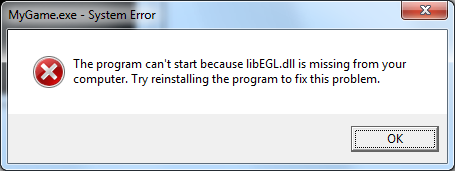 MyGame.exe - System Error
The program can't start because libEGL.dll is missing from your
computer. Try reinstalling the program to fix this problem.
OK